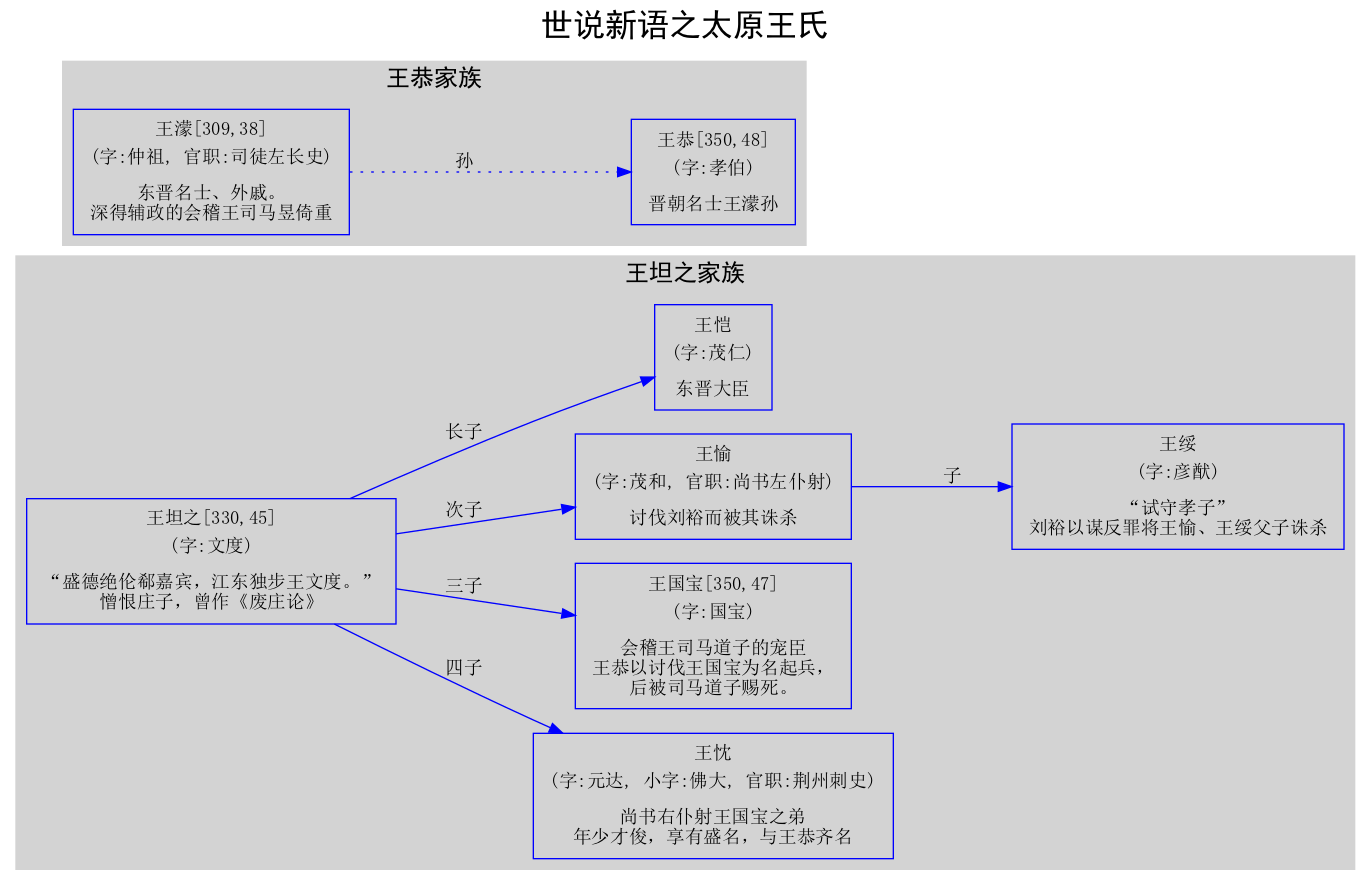 世说新语之太原王氏
王恭家族
王濛[309,38]
(字:仲祖, 官职:司徒左长史)
东晋名士、外戚。
深得辅政的会稽王司马昱倚重
孙
王恭[350,48]
(字:孝伯)
晋朝名士王濛孙
王坦之家族
王坦之[330,45]
(字:文度)
“盛德绝伦郗嘉宾，江东独步王文度。”
憎恨庄子，曾作《废庄论》
长子
次子
三子
四子
王恺
(字:茂仁)
东晋大臣
王愉
(字:茂和, 官职:尚书左仆射)
讨伐刘裕而被其诛杀
子
王绥
(字:彦猷)
“试守孝子”
刘裕以谋反罪将王愉、王绥父子诛杀
王国宝[350,47]
(字:国宝)
会稽王司马道子的宠臣
王恭以讨伐王国宝为名起兵，
后被司马道子赐死。
王忱
(字:元达, 小字:佛大, 官职:荆州刺史)
尚书右仆射王国宝之弟
年少才俊，享有盛名，与王恭齐名